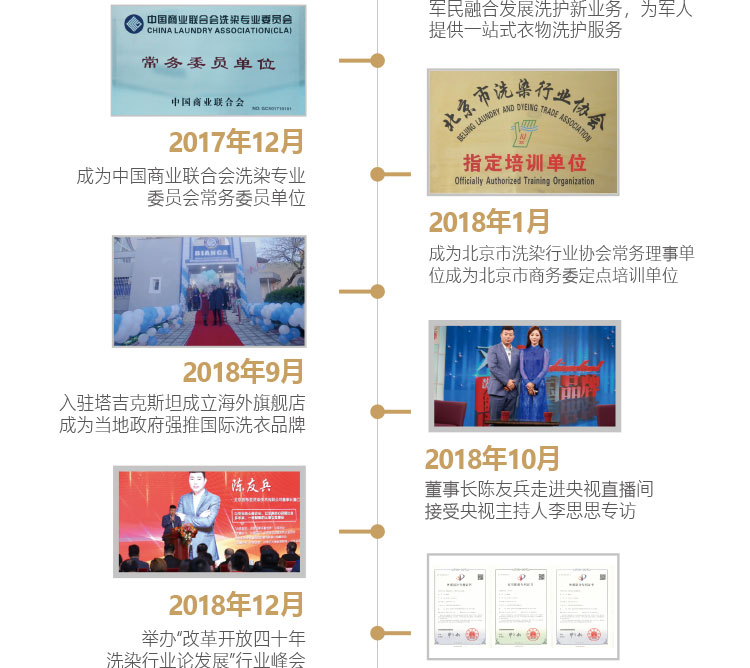 军民融合发展洗护新业务，为军人
提供一站式衣物洗护服务
中国商业联合会洗染专业委员会
CHINA LAUNDRY ASSOCIATION(CLA)
常务委员单位
中国商业联合会
2017年12月
成为中国商业联合会洗染专业
委员会常务委员单位
北京市洗染行业协会
BEIJING LAUNDRY AND DYEING TRADE ASSOCIATION
指定培训单位
Officially Authorized Training Organization
2018年1月
成为北京市洗染行业协会常务理事单
位成为北京市商务委定点培训单位
2018年9月
入驻塔吉克斯坦成立海外旗舰店
成为当地政府强推国际洗衣品牌
品牌
2018年10月
董事长陈友兵走进央视直播间
接受央视主持人李思思专访
陈友兵
2018年12月
举办“改革开放四十年
洗染行业论发展”行业峰会